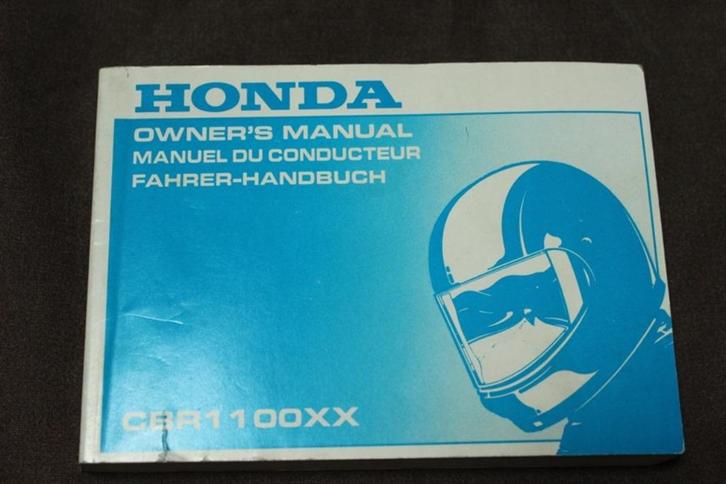 HONDA
OWNER'S MANUAL
MANUEL DU CONDUCTEUR
FAHRER-HANDBUCH
CBR1100XX